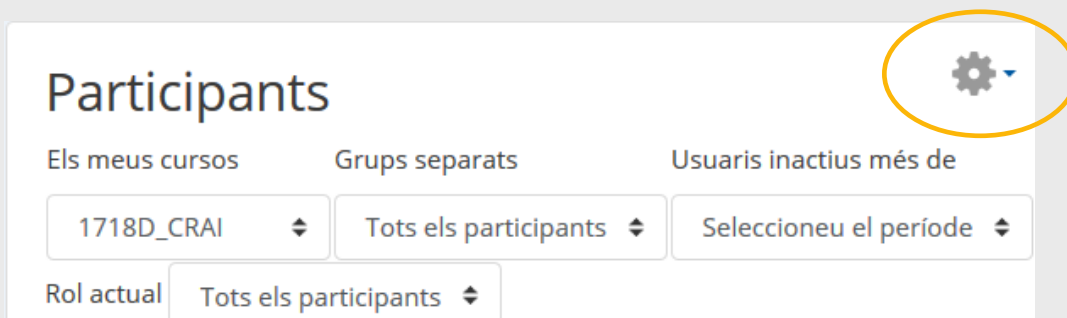 Participants
Els meus cursos Grups separats Usuaris inactius més de
1718D_CRAI Tots els participants Seleccioneu el període
Rol actual Tots els participants